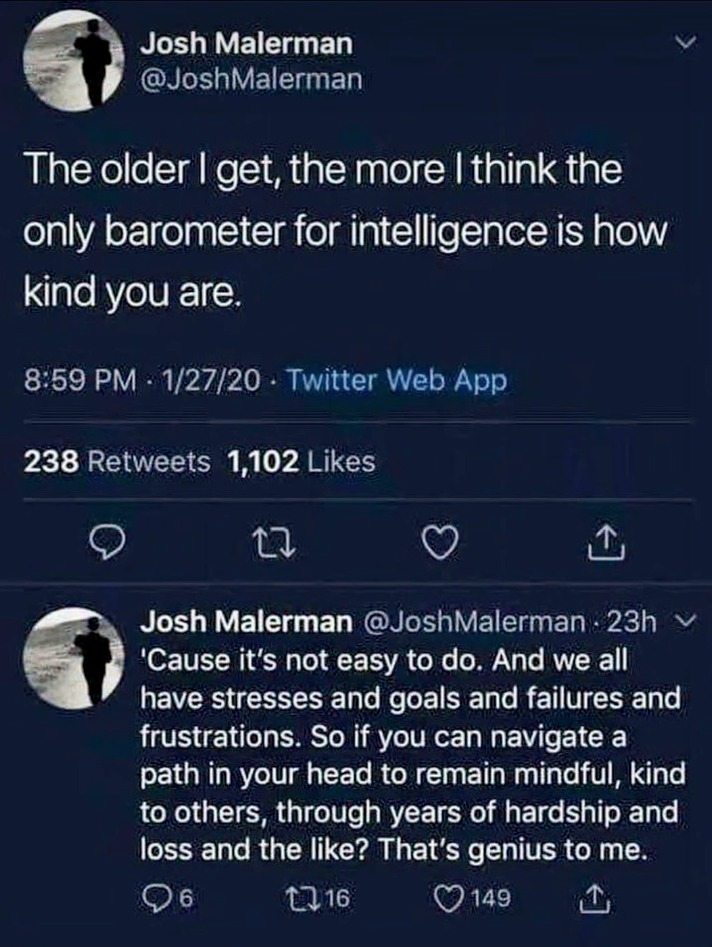 Josh Malerman
@JoshMalerman
The older I get, the more I think the
only barometer for intelligence is how
kind you are.
8:59 PM · 1/27/20 · Twitter Web App
238 Retweets 1,102 Likes
Josh Malerman @JoshMalerman · 23h
'Cause it's not easy to do. And we all
have stresses and goals and failures and
frustrations. So if you can navigate a
path in your head to remain mindful, kind
to others, through years of hardship and
loss and the like? That's genius to me.
6 16 149